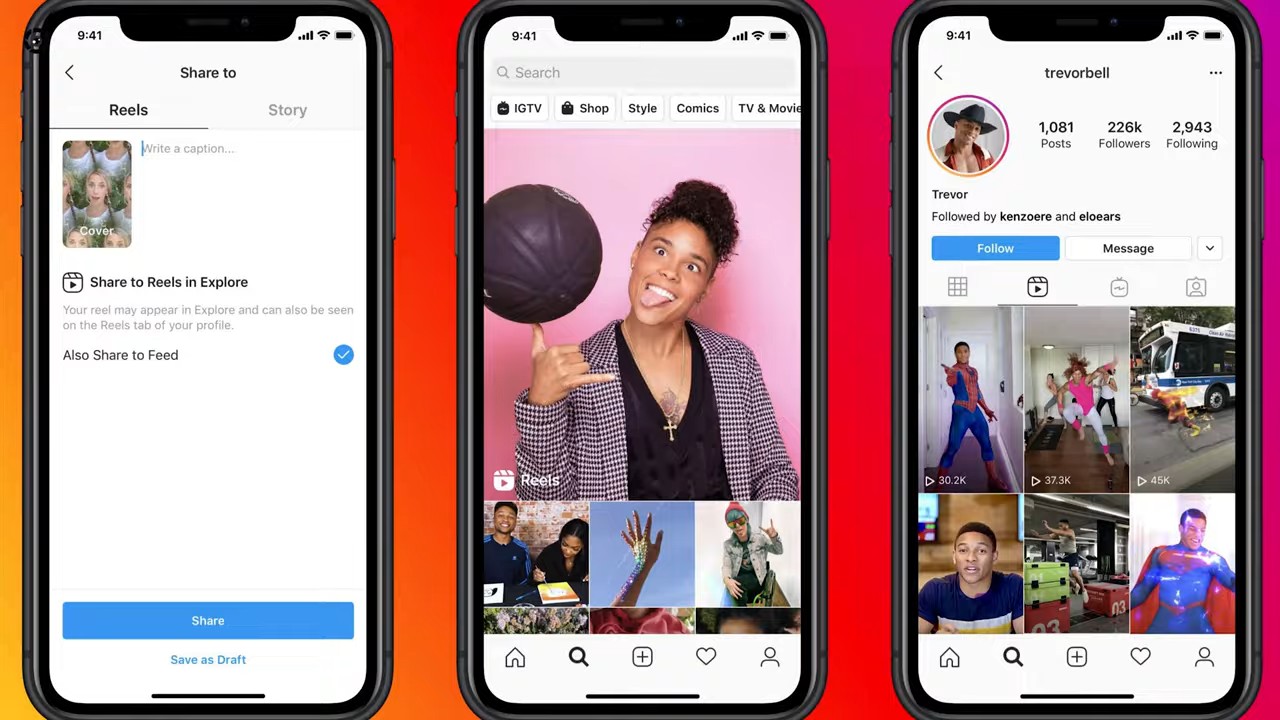 9:41
Share to
Reels
Story
Write a caption...
Cover
Share to Reels in Explore
Your reel may appear in Explore and can also be seen
on the Reels tab of your profile.
Also Share to Feed
Share
Save as Draft
9:41
Search
IGTV
Shop
Style
Comics
TV & Movie
Reels
9:41
trevorbell
1,081
226k
2,943
Posts
Followers
Following
Trevor
Followed by kenzoere and eloears
Follow
Message
30.2K
37.3K
45K
03
03